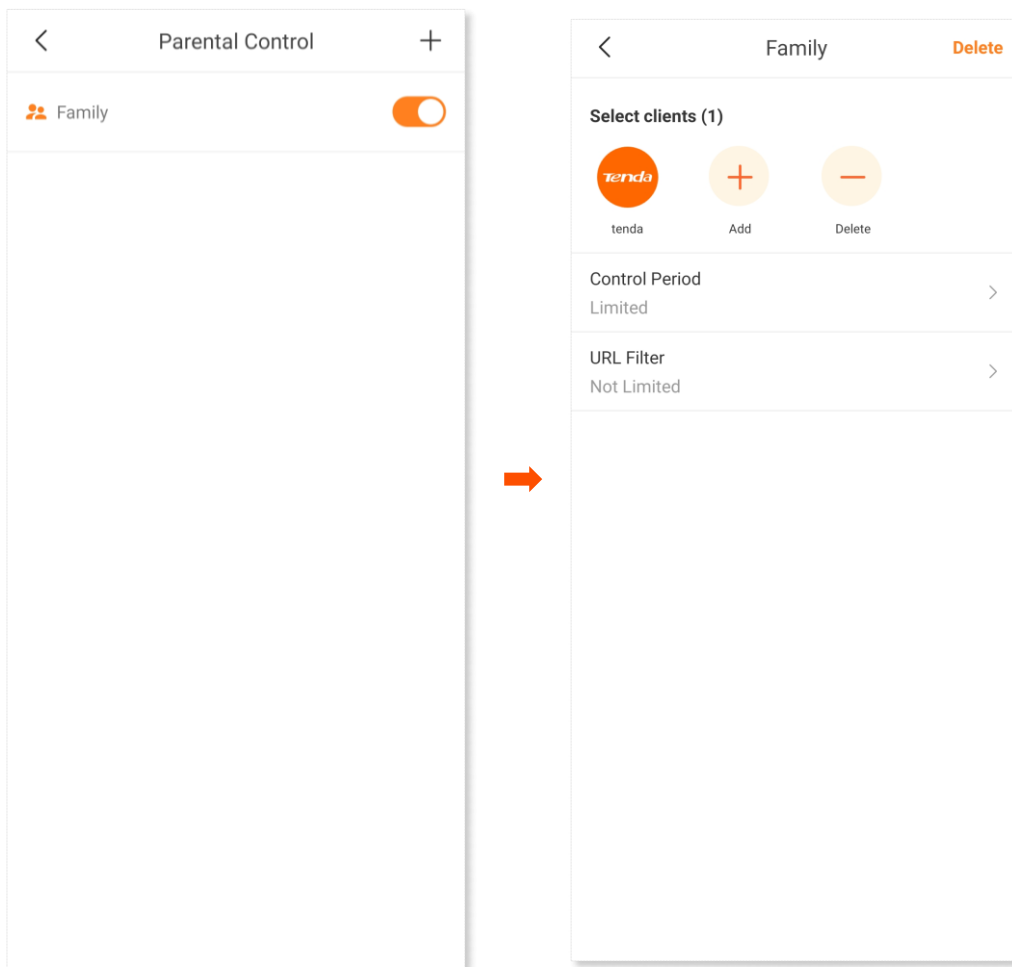 Parental Control
Family
Family
Delete
Select clients (1)
Tenda
tenda
Add
Delete
Control Period
Limited
URL Filter
Not Limited